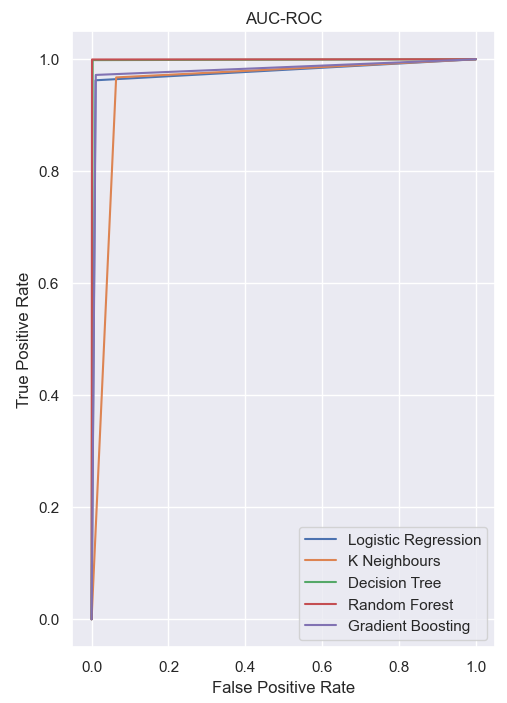 AUC-ROC
1.0
0.8
0.6
0.4
0.2
0.0
True Positive Rate
0.0 0.2 0.4 0.6 0.8 1.0
False Positive Rate
Logistic Regression
K Neighbours
Decision Tree
Random Forest
Gradient Boosting